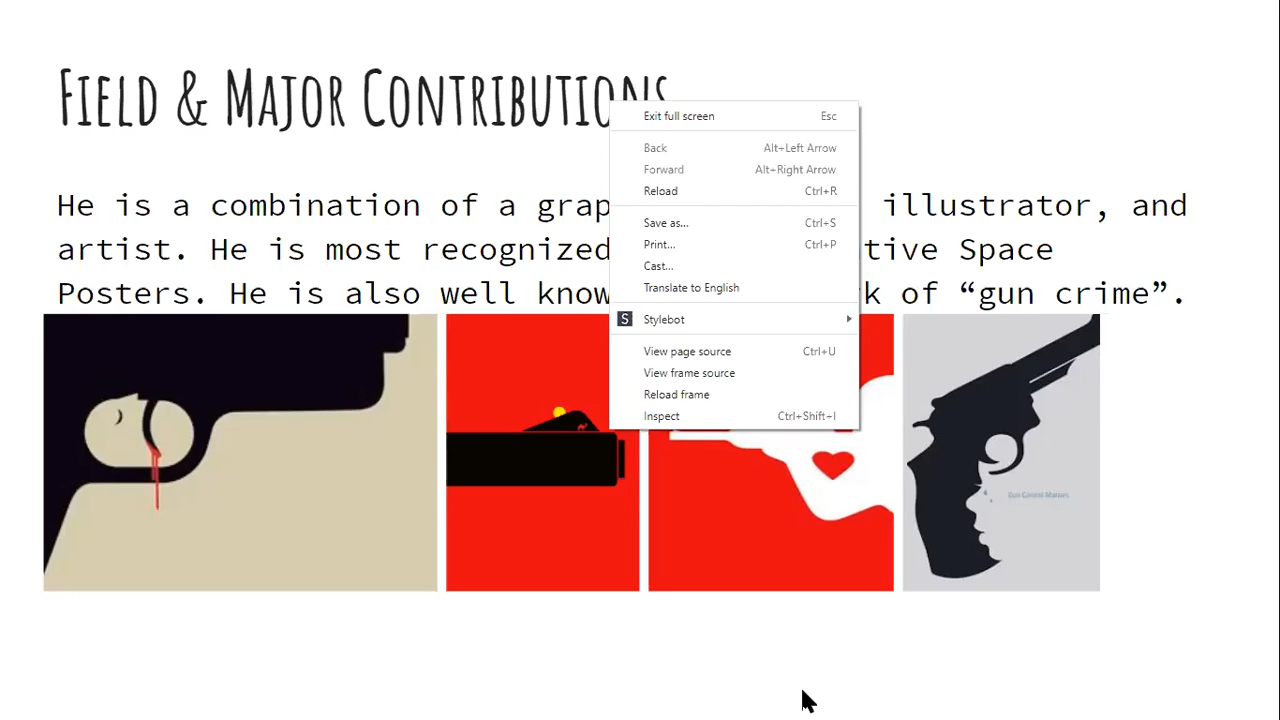 FIELD & MAJOR CONTRIBUTIONS
He is a combination of a grap illustrator, and
artist. He is most recognized tive Space
Posters. He is also well know k of “gun crime”.
Exit full screen Esc
Back Alt+Left Arrow
Forward Alt+Right Arrow
Reload Ctrl+R
Save as... Ctrl+S
Print... Ctrl+P
Cast...
Translate to English
S Stylebot
View page source Ctrl+U
View frame source
Reload frame
Inspect Ctrl+Shift+I
Gun Control Matters